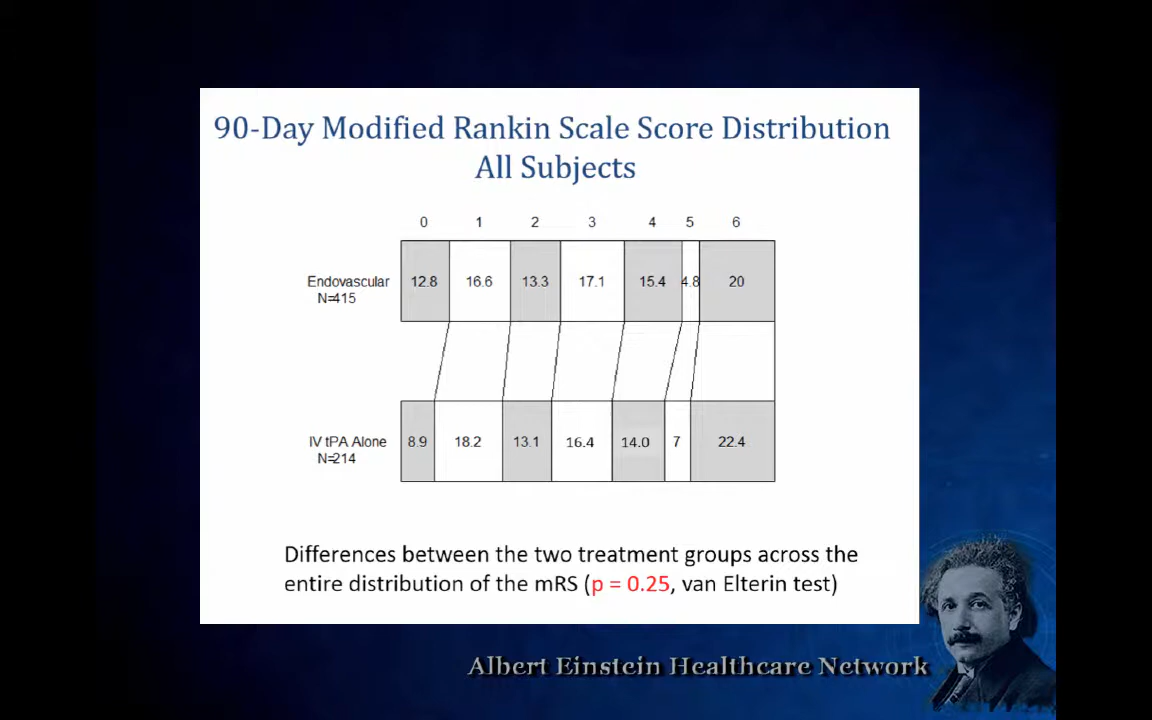 90-Day Modified Rankin Scale Score Distribution
All Subjects
0 1 2 3 4 5 6
Endovascular
N=415
12.8 16.6 13.3 17.1 15.4 4.8 20
IV tPA Alone
N=214
8.9 18.2 13.1 16.4 14.0 7 22.4
Differences between the two treatment groups across the
entire distribution of the mRS (p = 0.25, van Elterin test)
Albert Einstein Healthcare Network